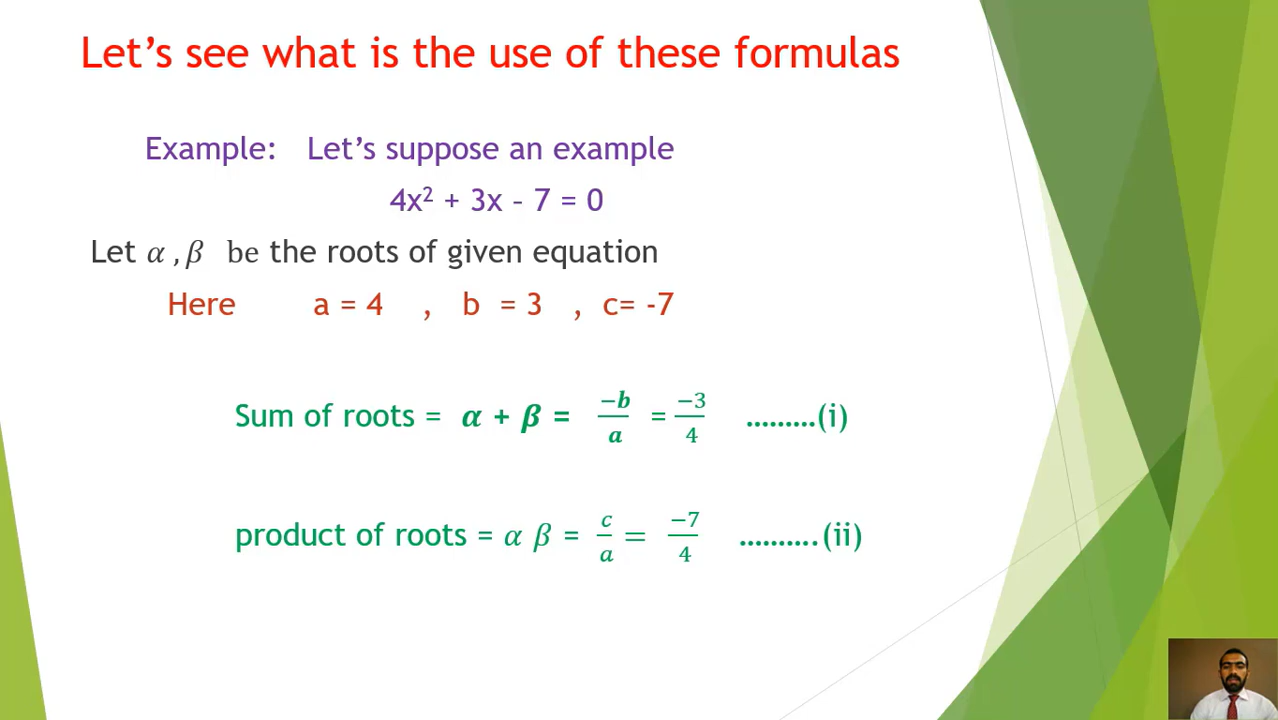 Let's see what is the use of these formulas
Example: Let's suppose an example
4x² + 3x – 7 = 0
Let α , β be the roots of given equation
Here a = 4 , b = 3 , c= -7
Sum of roots = α + β = −b/a = −3/4 .........(i)
product of roots = α β = c/a = −7/4 ..........(ii)